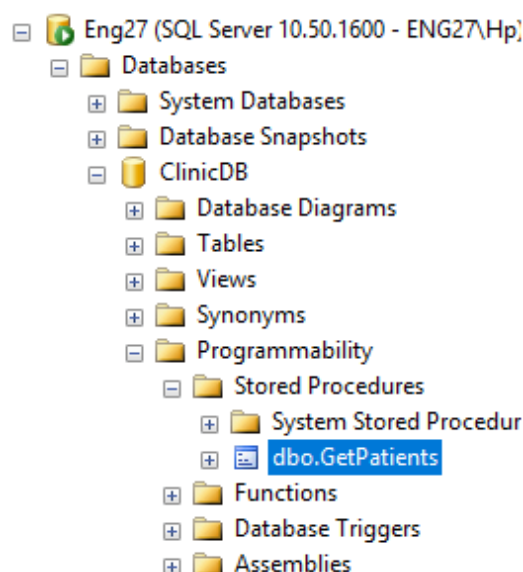 Eng27 (SQL Server 10.50.1600 - ENG27\Hp)
Databases
System Databases
Database Snapshots
ClinicDB
Database Diagrams
Tables
Views
Synonyms
Programmability
Stored Procedures
System Stored Procedur
dbo.GetPatients
Functions
Database Triggers
Assemblies